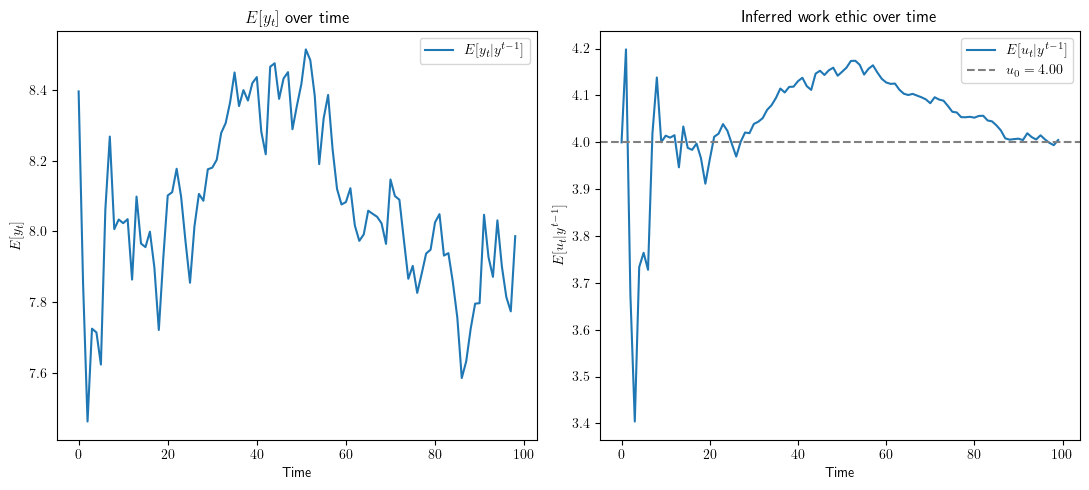 E[y_t] over time
E[y_t|y^{t-1}]
8.4
8.2
8.0
7.8
7.6
E[y_t]
0 20 40 60 80 100
Time
Inferred work ethic over time
E[u_t|y^{t-1}]
u_0 = 4.00
4.2
4.1
4.0
3.9
3.8
3.7
3.6
3.5
3.4
E[u_t|y^{t-1}]
0 20 40 60 80 100
Time